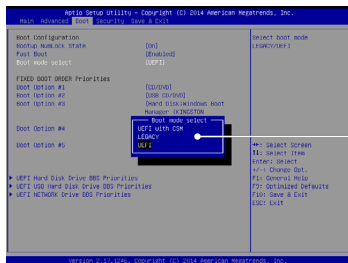 Aptio Setup Utility - Copyright (C) 2014 American Megatrends, Inc.
Main Advanced Boot Security Save & Exit
Boot Configuration
Bootup NumLock State [On]
Fast Boot [Enabled]
Boot mode select [UEFI]
FIXED BOOT ORDER Priorities
Boot Option #1 [CD/DVD]
Boot Option #2 [USB CD/DVD]
Boot Option #3 [Hard Disk:Windows Boot
Manager (KINGSTON
Boot Option #4
Boot Option #5
Boot mode select
UEFI with CSM
LEGACY
UEFI
UEFI Hard Disk Drive BBS Priorities
UEFI USB Hard Disk Drive BBS Priorities
UEFI NETWORK Drive BBS Priorities
Select boot mode
LEGACY/UEFI
: Select Screen
: Select Item
Enter: Select
+/-: Change Opt.
F1: General Help
F9: Optimized Defaults
F10: Save & Exit
ESC: Exit
Version 2.17.1246. Copyright (C) 2014 American Megatrends, Inc.